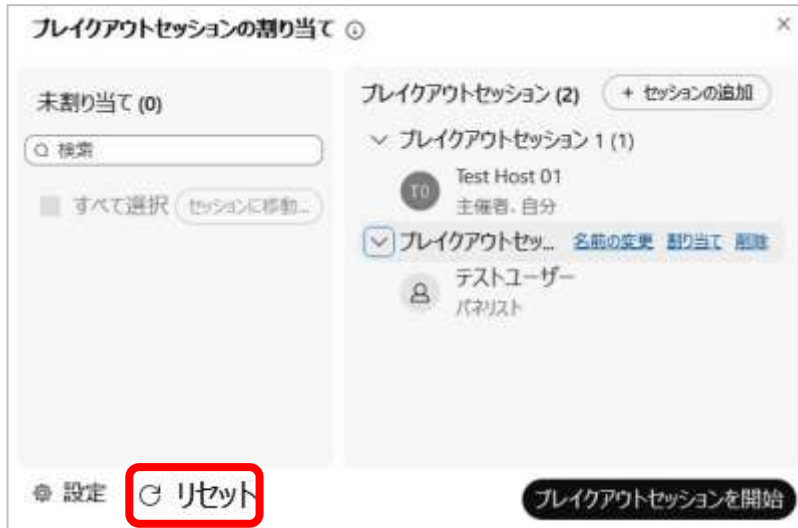 ブレイクアウトセッションの割り当て
未割り当て (0)
検索
すべて選択 セッションに移動...
ブレイクアウトセッション (2) + セッションの追加
ブレイクアウトセッション 1 (1)
T0 Test Host 01
主催者, 自分
ブレイクアウトセッ... 名前の変更 割り当て 削除
テストユーザー
パネリスト
設定 リセット ブレイクアウトセッションを開始